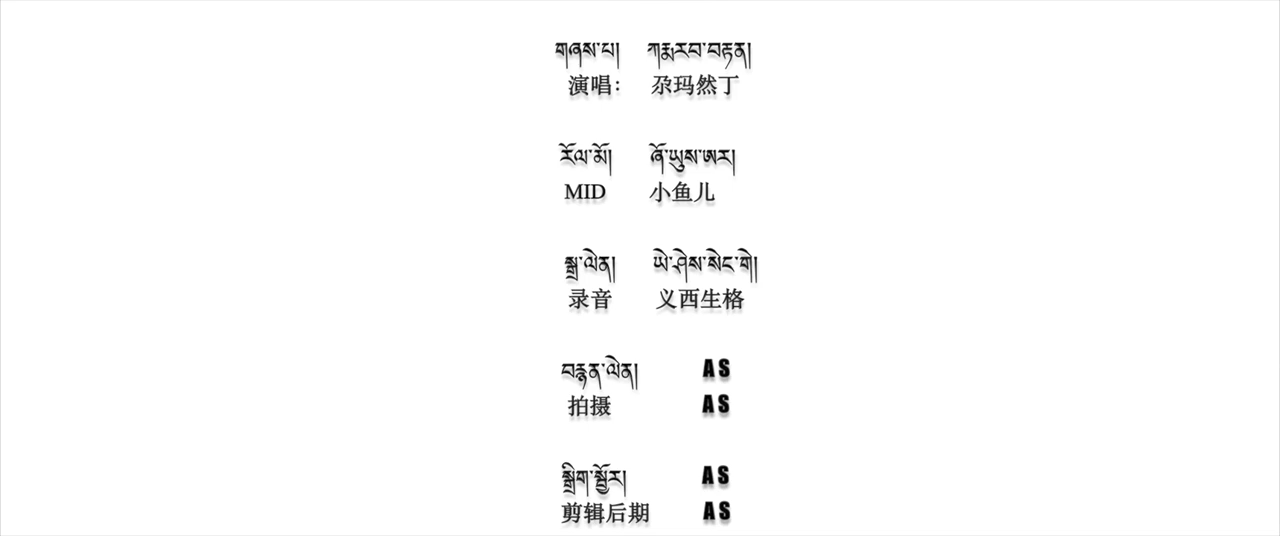 གཞས་པ། ཀརྨ་རབ་བརྟན།
演唱： 尕玛然丁
རོལ་མོ། ཞོ་ཡུས་ཨར།
MID 小鱼儿
སྒྲ་ལེན། ཡེ་ཤེས་སེང་གེ།
录音 义西生格
བརྙན་ལེན། AS
拍摄 AS
སྒྲིག་སྦྱོར། AS
剪辑后期 AS